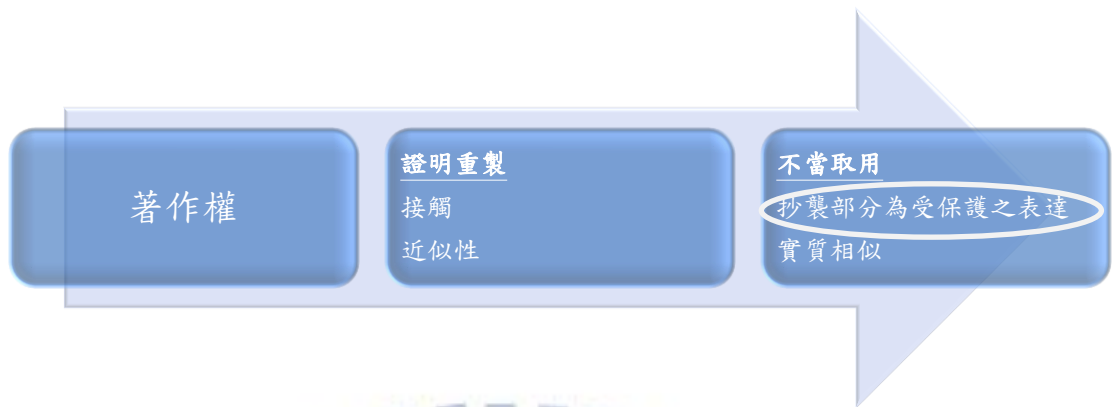 著作權
證明重製
接觸
近似性
不當取用
抄襲部分為受保護之表達
實質相似